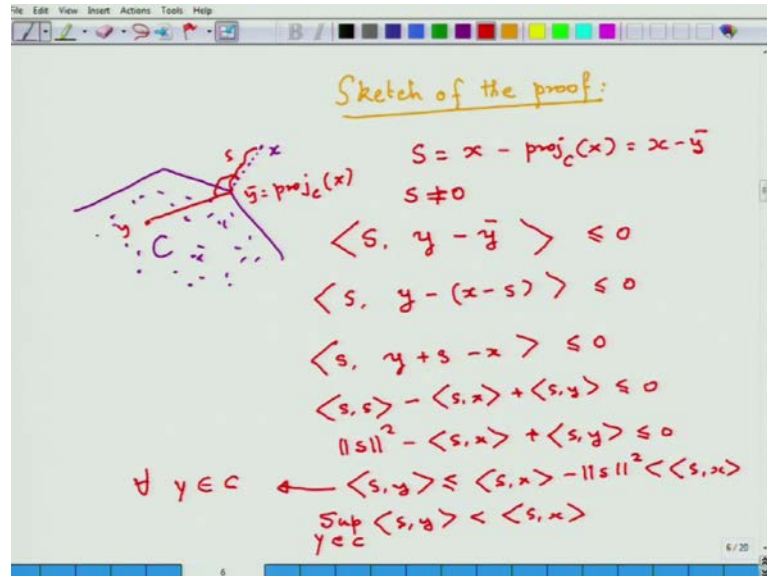 File Edit View Insert Actions Tools Help
Sketch of the proof:
s x
ȳ = proj_C(x)
y
C
S = x - proj_C(x) = x - ȳ
S ≠ 0
<S, y - ȳ> ≤ 0
<s, y - (x - s)> ≤ 0
<s, y + s - x> ≤ 0
<s, s> - <s, x> + <s, y> ≤ 0
||s||² - <s, x> + <s, y> ≤ 0
∀ y ∈ C ← <s, y> ≤ <s, x> - ||s||² < <s, x>
Sup <s, y> < <s, x>
y ∈ C
6/20
6